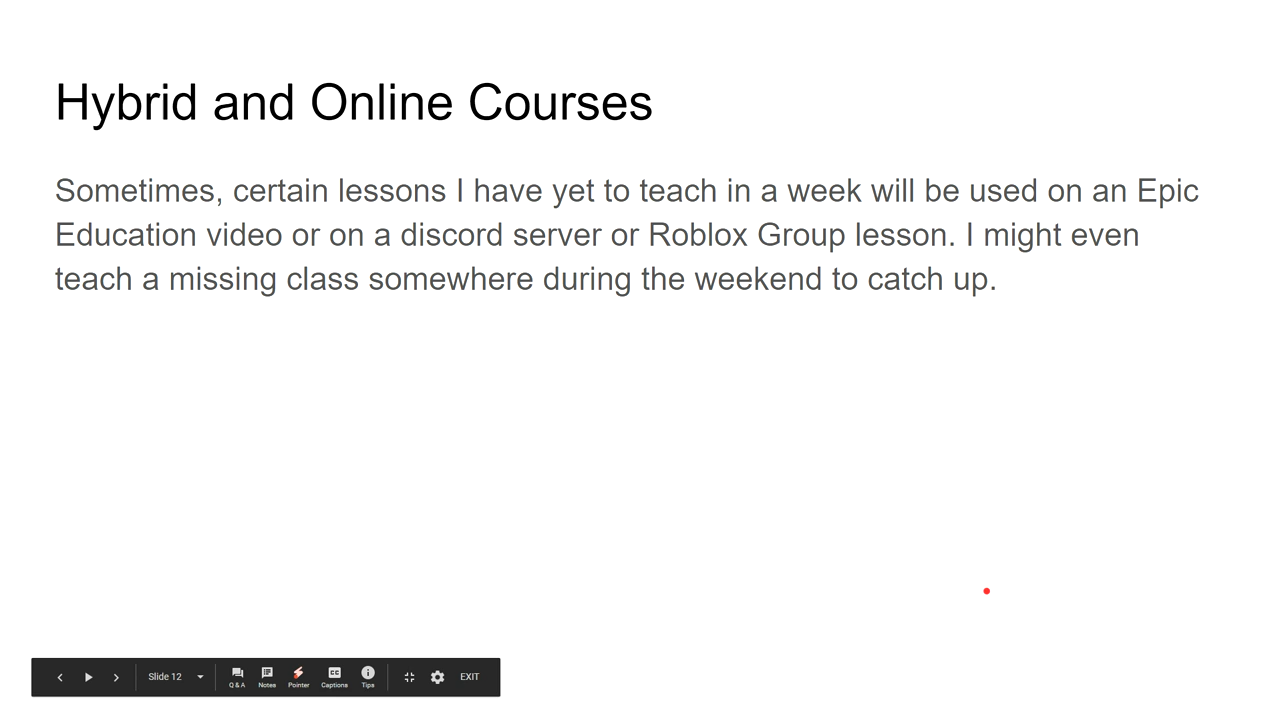 Hybrid and Online Courses
Sometimes, certain lessons I have yet to teach in a week will be used on an Epic
Education video or on a discord server or Roblox Group lesson. I might even
teach a missing class somewhere during the weekend to catch up.
Slide 12
Q & A
Notes
Pointer
CC
Captions
Tips
EXIT